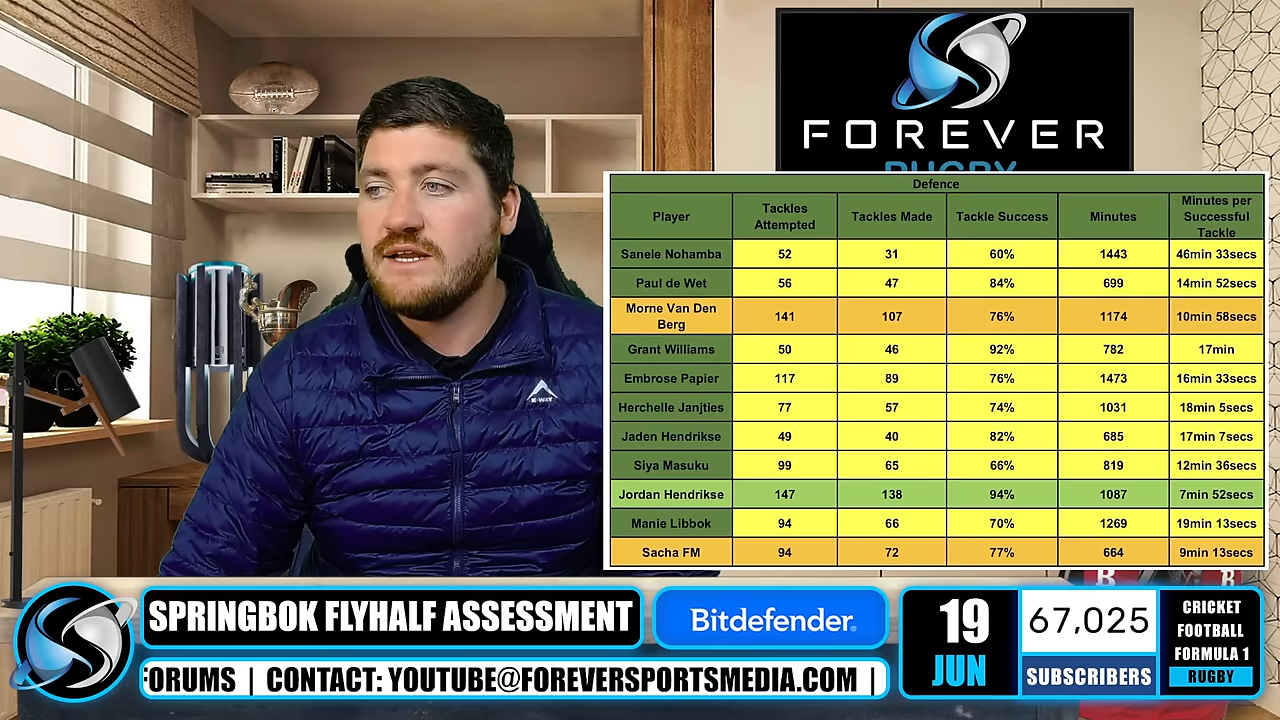 FOREVER
RUGBY
Defence
Player Tackles Attempted Tackles Made Tackle Success Minutes Minutes per Successful Tackle
Sanele Nohamba 52 31 60% 1443 46min 33secs
Paul de Wet 56 47 84% 699 14min 52secs
Morne Van Den Berg 141 107 76% 1174 10min 58secs
Grant Williams 50 46 92% 782 17min
Embrose Papier 117 89 76% 1473 16min 33secs
Herchelle Janjties 77 57 74% 1031 18min 5secs
Jaden Hendrikse 49 40 82% 685 17min 7secs
Siya Masuku 99 65 66% 819 12min 36secs
Jordan Hendrikse 147 138 94% 1087 7min 52secs
Manie Libbok 94 66 70% 1269 19min 13secs
Sacha FM 94 72 77% 664 9min 13secs
K-WAY
SPRINGBOK FLYHALF ASSESSMENT
Bitdefender®
19
JUN
67,025
SUBSCRIBERS
CRICKET
FOOTBALL
FORMULA 1
RUGBY
FORUMS | CONTACT: YOUTUBE@FOREVERSPORTSMEDIA.COM |